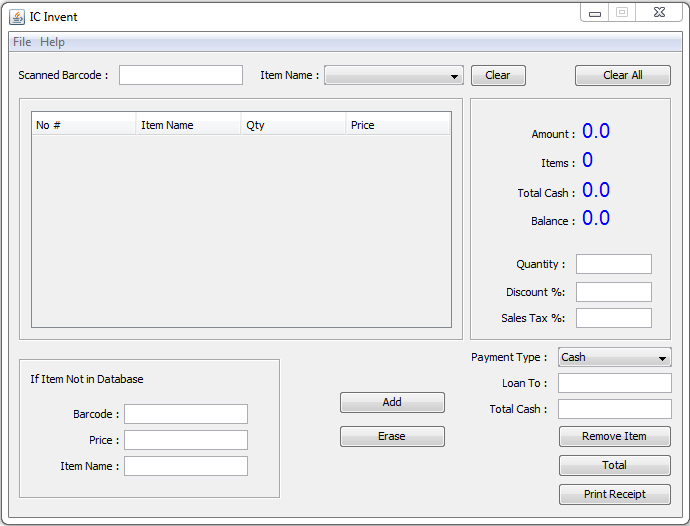 IC Invent
File Help
Scanned Barcode : Item Name : Clear Clear All
No # Item Name Qty Price
Amount : 0.0
Items : 0
Total Cash : 0.0
Balance : 0.0
Quantity :
Discount %:
Sales Tax %:
If Item Not in Database
Barcode :
Price :
Item Name :
Add
Erase
Payment Type : Cash
Loan To :
Total Cash :
Remove Item
Total
Print Receipt